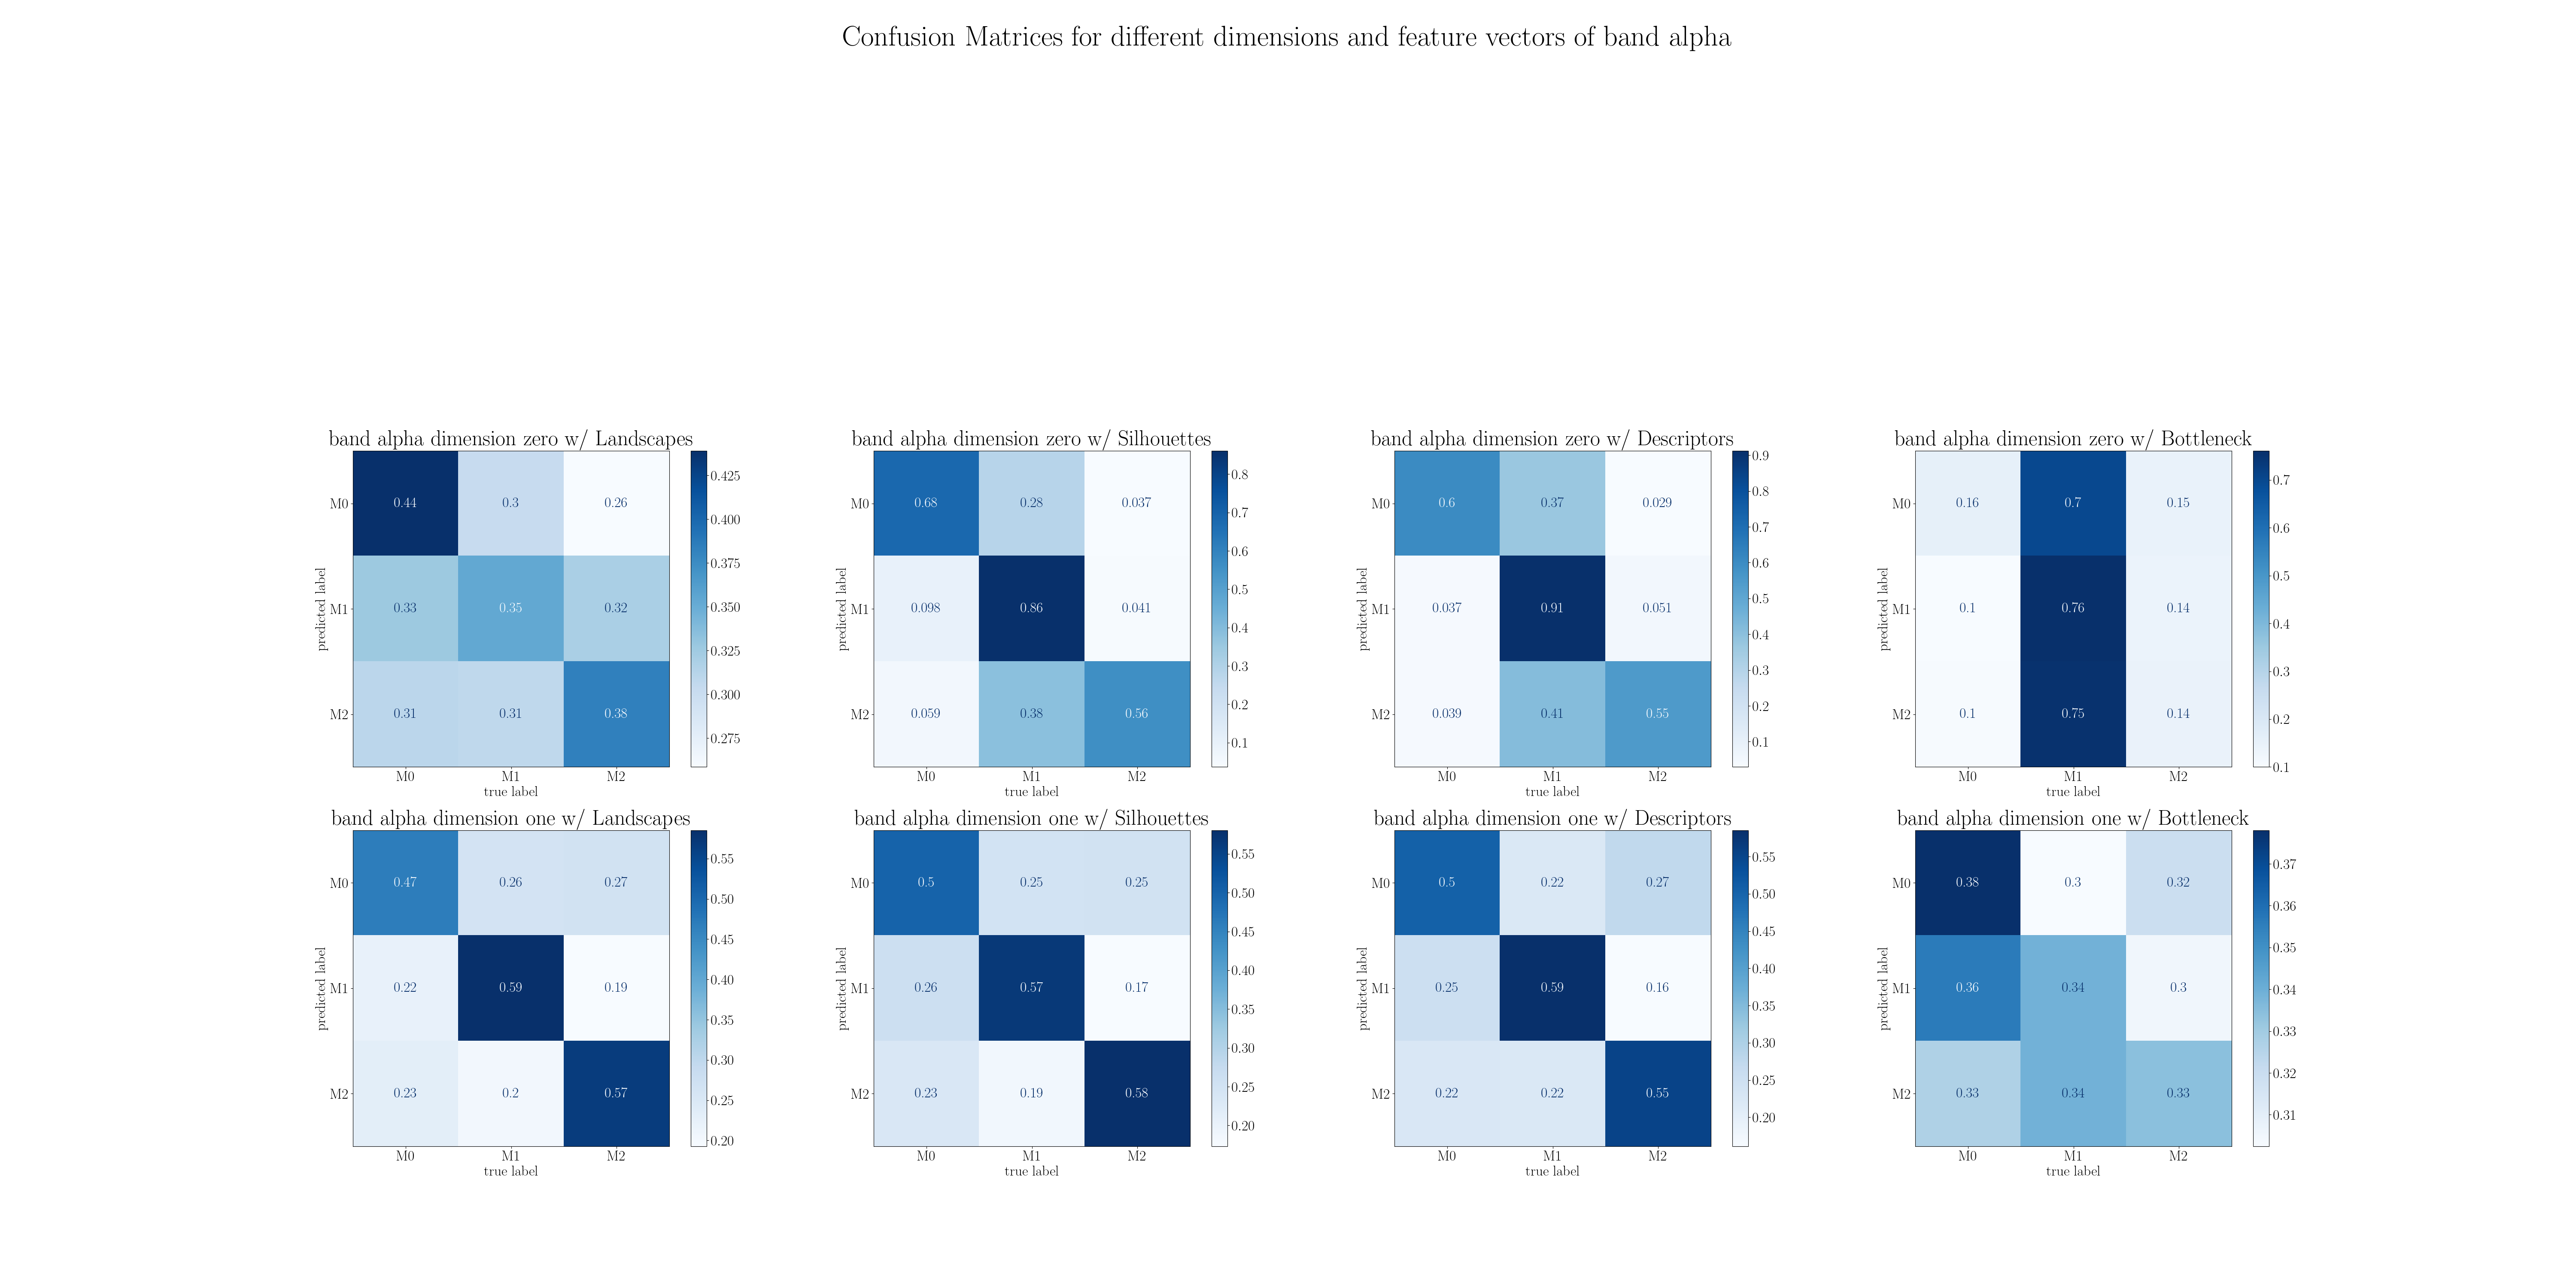 Confusion Matrices for different dimensions and feature vectors of band alpha
band alpha dimension zero w/ Landscapes
M0 0.44 0.3 0.26
M1 0.33 0.35 0.32
M2 0.31 0.31 0.38
M0 M1 M2
true label
predicted label
0.425
0.400
0.375
0.350
0.325
0.300
0.275
band alpha dimension zero w/ Silhouettes
M0 0.68 0.28 0.037
M1 0.098 0.86 0.041
M2 0.059 0.38 0.56
M0 M1 M2
true label
predicted label
0.8
0.7
0.6
0.5
0.4
0.3
0.2
0.1
band alpha dimension zero w/ Descriptors
M0 0.6 0.37 0.029
M1 0.037 0.91 0.051
M2 0.039 0.41 0.55
M0 M1 M2
true label
predicted label
0.9
0.8
0.7
0.6
0.5
0.4
0.3
0.2
0.1
band alpha dimension zero w/ Bottleneck
M0 0.16 0.7 0.15
M1 0.1 0.76 0.14
M2 0.1 0.75 0.14
M0 M1 M2
true label
predicted label
0.7
0.6
0.5
0.4
0.3
0.2
0.1
band alpha dimension one w/ Landscapes
M0 0.47 0.26 0.27
M1 0.22 0.59 0.19
M2 0.23 0.2 0.57
M0 M1 M2
true label
predicted label
0.55
0.50
0.45
0.40
0.35
0.30
0.25
0.20
band alpha dimension one w/ Silhouettes
M0 0.5 0.25 0.25
M1 0.26 0.57 0.17
M2 0.23 0.19 0.58
M0 M1 M2
true label
predicted label
0.55
0.50
0.45
0.40
0.35
0.30
0.25
0.20
band alpha dimension one w/ Descriptors
M0 0.5 0.22 0.27
M1 0.25 0.59 0.16
M2 0.22 0.22 0.55
M0 M1 M2
true label
predicted label
0.55
0.50
0.45
0.40
0.35
0.30
0.25
0.20
band alpha dimension one w/ Bottleneck
M0 0.38 0.3 0.32
M1 0.36 0.34 0.3
M2 0.33 0.34 0.33
M0 M1 M2
true label
predicted label
0.37
0.36
0.35
0.34
0.33
0.32
0.31